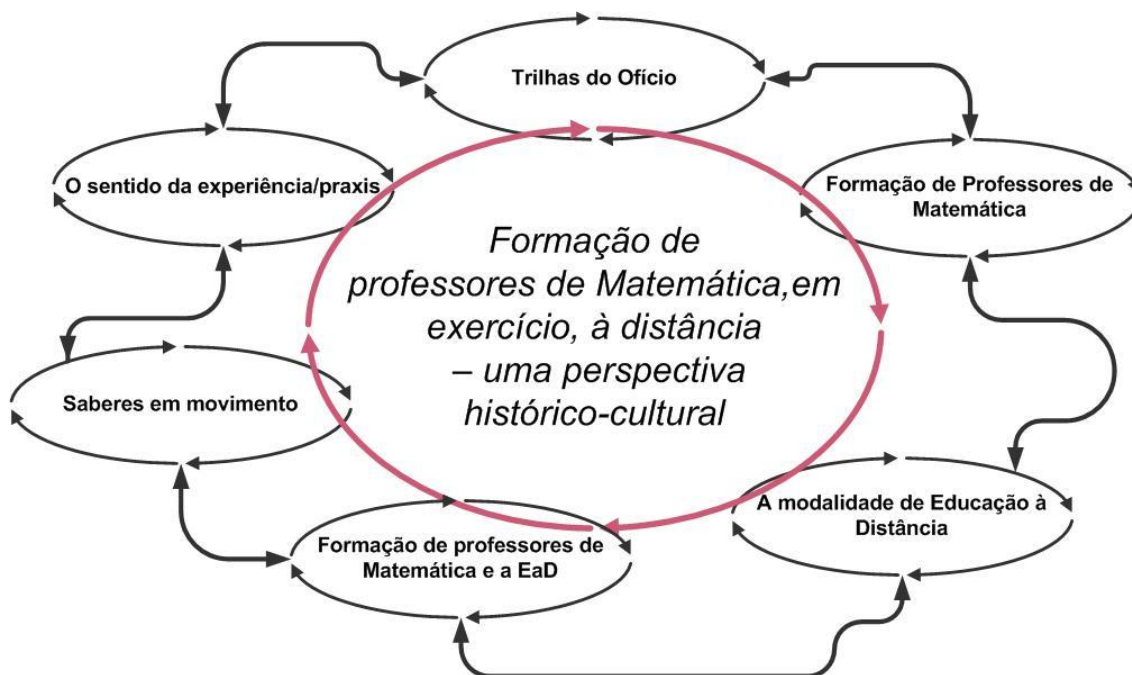 Trilhas do Ofício
O sentido da experiência/praxis
Formação de Professores de
Matemática
Formação de
professores de Matemática,em
exercício, à distância
– uma perspectiva
histórico-cultural
Saberes em movimento
A modalidade de Educação à
Distância
Formação de professores de
Matemática e a EaD